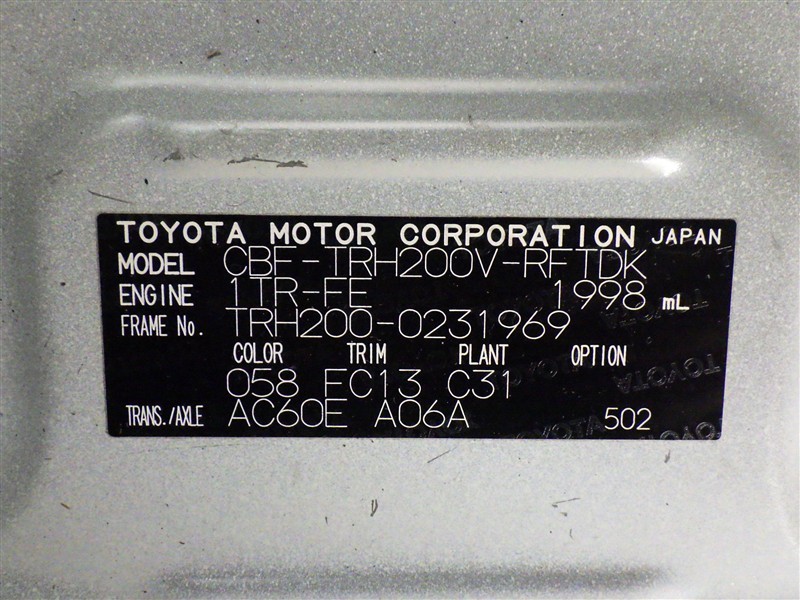 TOYOTA MOTOR CORPORATION JAPAN
MODEL CBF-TRH200V-RFTDK
ENGINE 1TR-FE 1998 mL
FRAME No. TRH200-0231969
COLOR TRIM PLANT OPTION
058 FC13 C31
TRANS./AXLE AC60E A06A 502